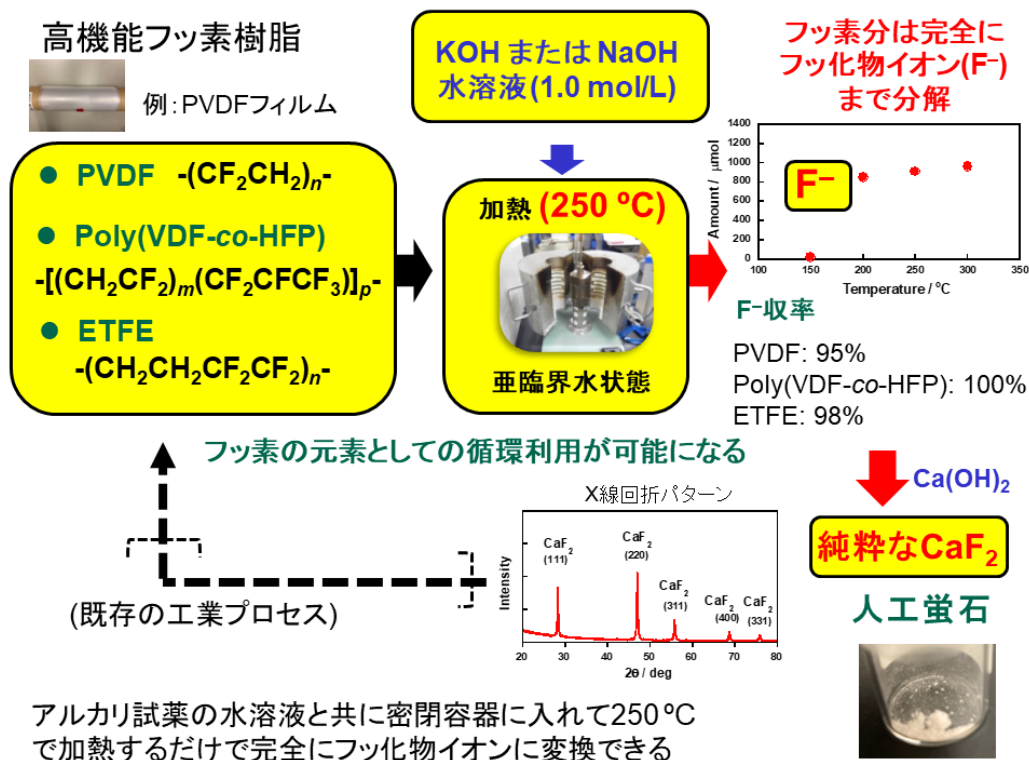 高機能フッ素樹脂
例：PVDFフィルム
● PVDF -(CF₂CH₂)n-
● Poly(VDF-co-HFP)
-[(CH₂CF₂)m(CF₂CFCF₃)]p-
● ETFE
-(CH₂CH₂CF₂CF₂)n-
KOH または NaOH
水溶液(1.0 mol/L)
加熱 (250 ºC)
亜臨界水状態
フッ素分は完全に
フッ化物イオン(F⁻)
まで分解
Amount / μmol
1400
1200
1000
800
600
400
200
0
F⁻
100 150 200 250 300 350
Temperature / °C
F⁻収率
PVDF: 95%
Poly(VDF-co-HFP): 100%
ETFE: 98%
フッ素の元素としての循環利用が可能になる
Ca(OH)₂
純粋なCaF₂
人工蛍石
X線回折パターン
Intensity
CaF₂
(111)
CaF₂
(220)
CaF₂
(311)
CaF₂
(400)
CaF₂
(331)
20 30 40 50 60 70 80
2θ / deg
(既存の工業プロセス)
アルカリ試薬の水溶液と共に密閉容器に入れて250 ºC
で加熱するだけで完全にフッ化物イオンに変換できる